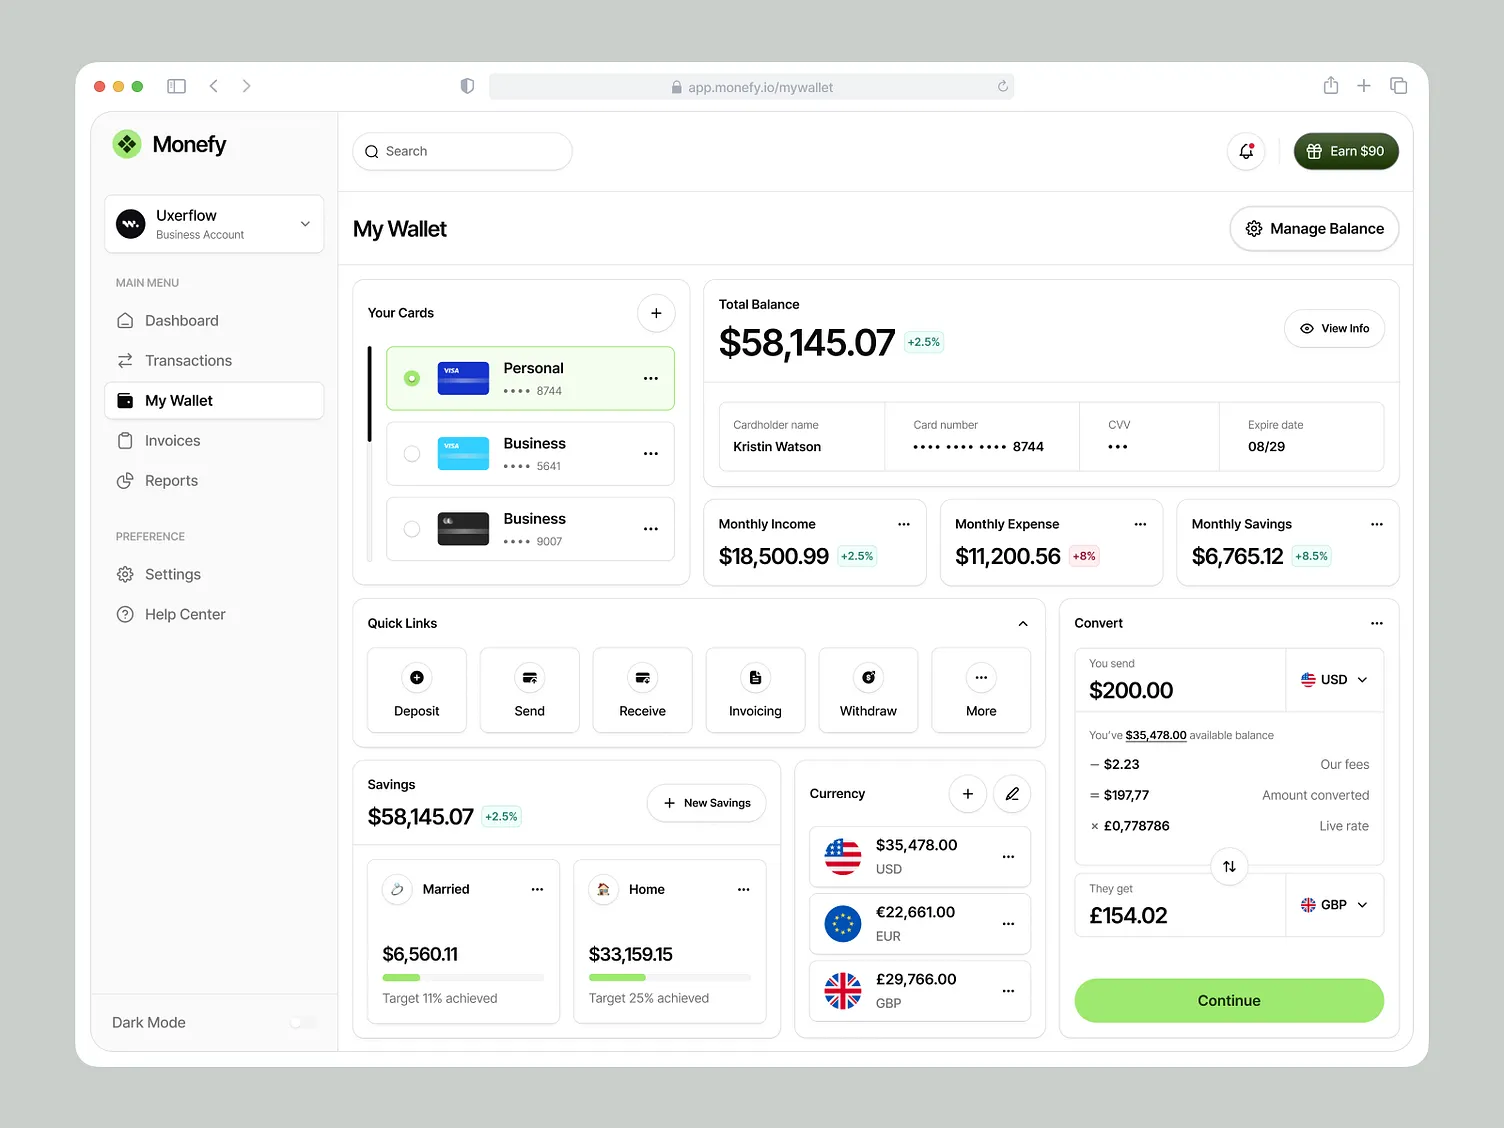 app.monefy.io/mywallet
Monefy
Search
Earn $90
Uxerflow
Business Account
My Wallet
Manage Balance
MAIN MENU
Dashboard
Transactions
My Wallet
Invoices
Reports
PREFERENCE
Settings
Help Center
Dark Mode
Your Cards
VISA
Personal
•••• 8744
VISA
Business
•••• 5641
Business
•••• 9007
Total Balance
$58,145.07 +2.5%
View Info
Cardholder name
Kristin Watson
Card number
•••• •••• •••• 8744
CVV
•••
Expire date
08/29
Monthly Income
$18,500.99 +2.5%
Monthly Expense
$11,200.56 +8%
Monthly Savings
$6,765.12 +8.5%
Quick Links
Deposit
Send
Receive
Invoicing
Withdraw
More
Savings
$58,145.07 +2.5%
New Savings
Married
$6,560.11
Target 11% achieved
Home
$33,159.15
Target 25% achieved
Currency
$35,478.00
USD
€22,661.00
EUR
£29,766.00
GBP
Convert
You send
$200.00
USD
You've $35,478.00 available balance
– $2.23 Our fees
= $197,77 Amount converted
× £0,778786 Live rate
They get
£154.02
GBP
Continue